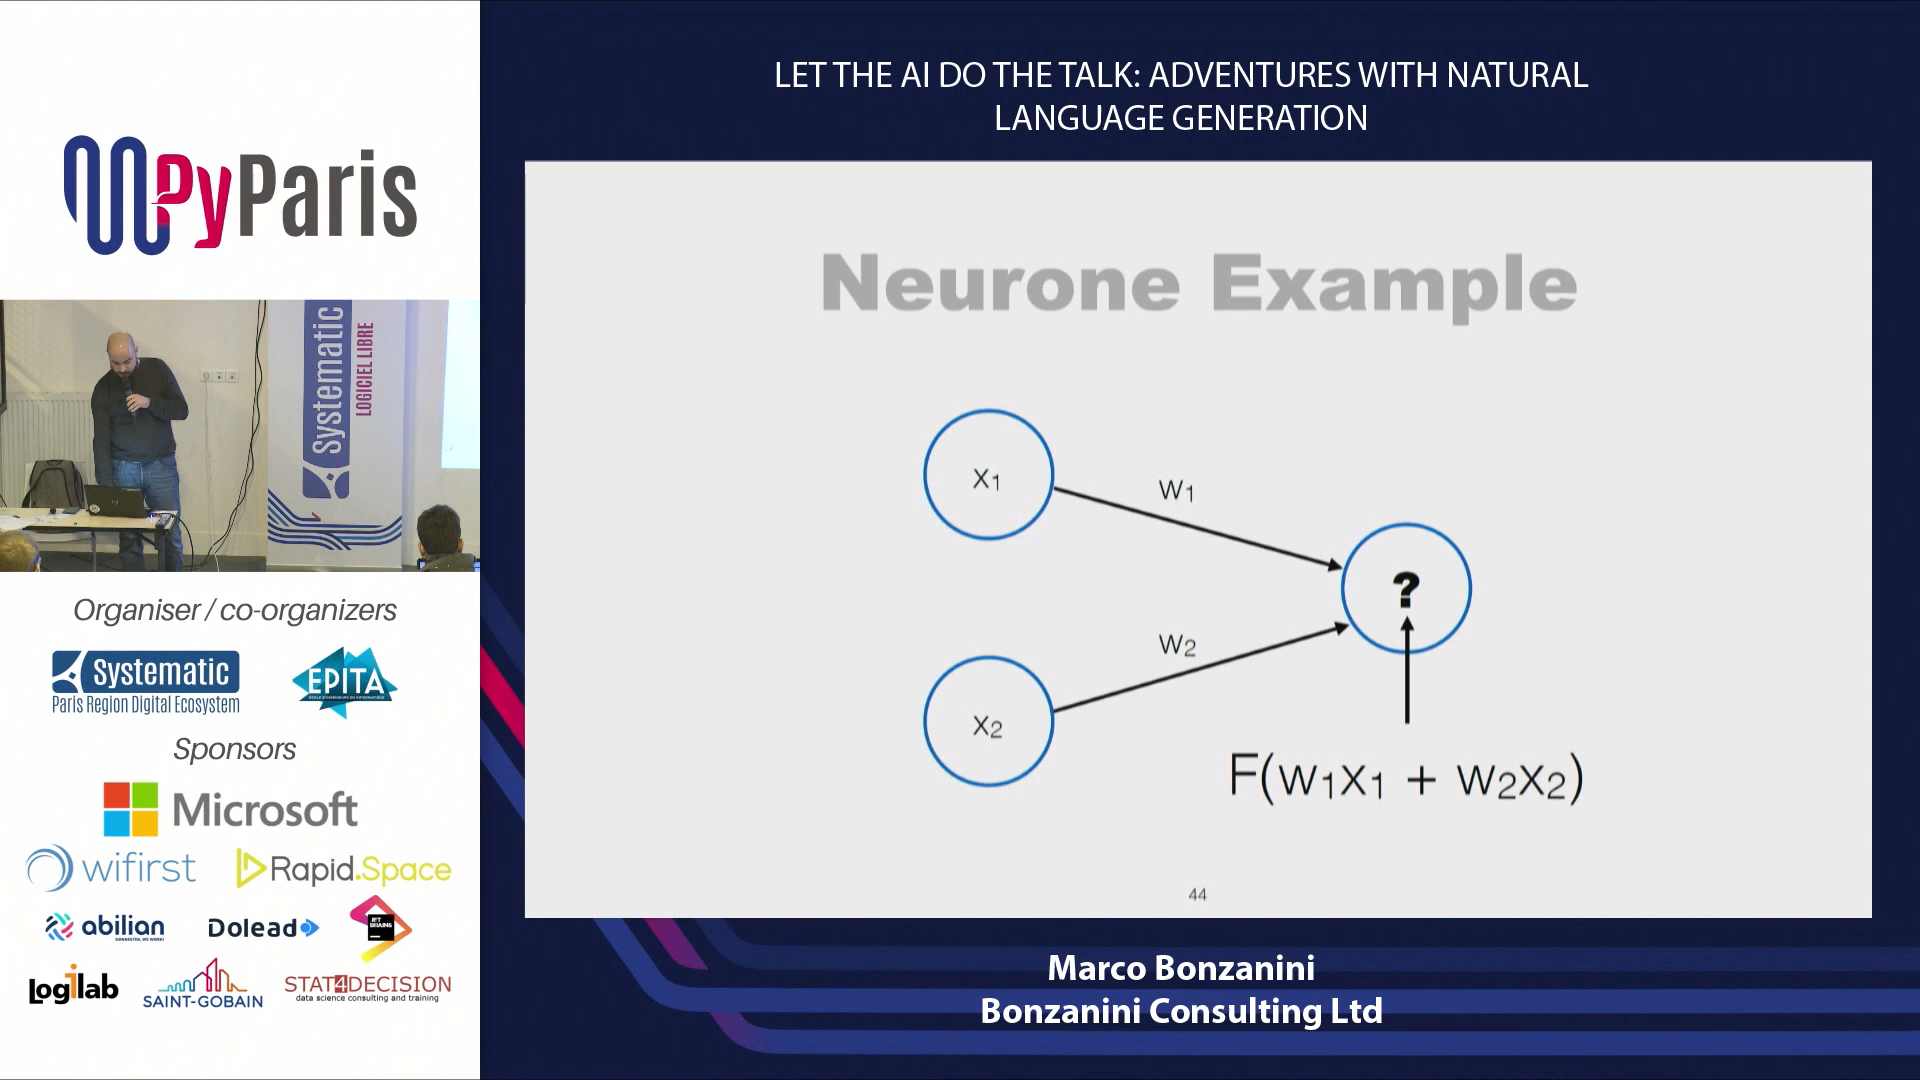 LET THE AI DO THE TALK: ADVENTURES WITH NATURAL
LANGUAGE GENERATION
PyParis
Systematic
LOGICIEL LIBRE
Neurone Example
x1
w1
?
w2
x2
F(w1x1 + w2x2)
44
Organiser / co-organizers
Systematic
Paris Region Digital Ecosystem
EPITA
Sponsors
Microsoft
wifirst
Rapid.Space
abilian
Dolead
JET
BRAINS
Logilab
SAINT-GOBAIN
STAT4DECISION
data science consulting and training
Marco Bonzanini
Bonzanini Consulting Ltd